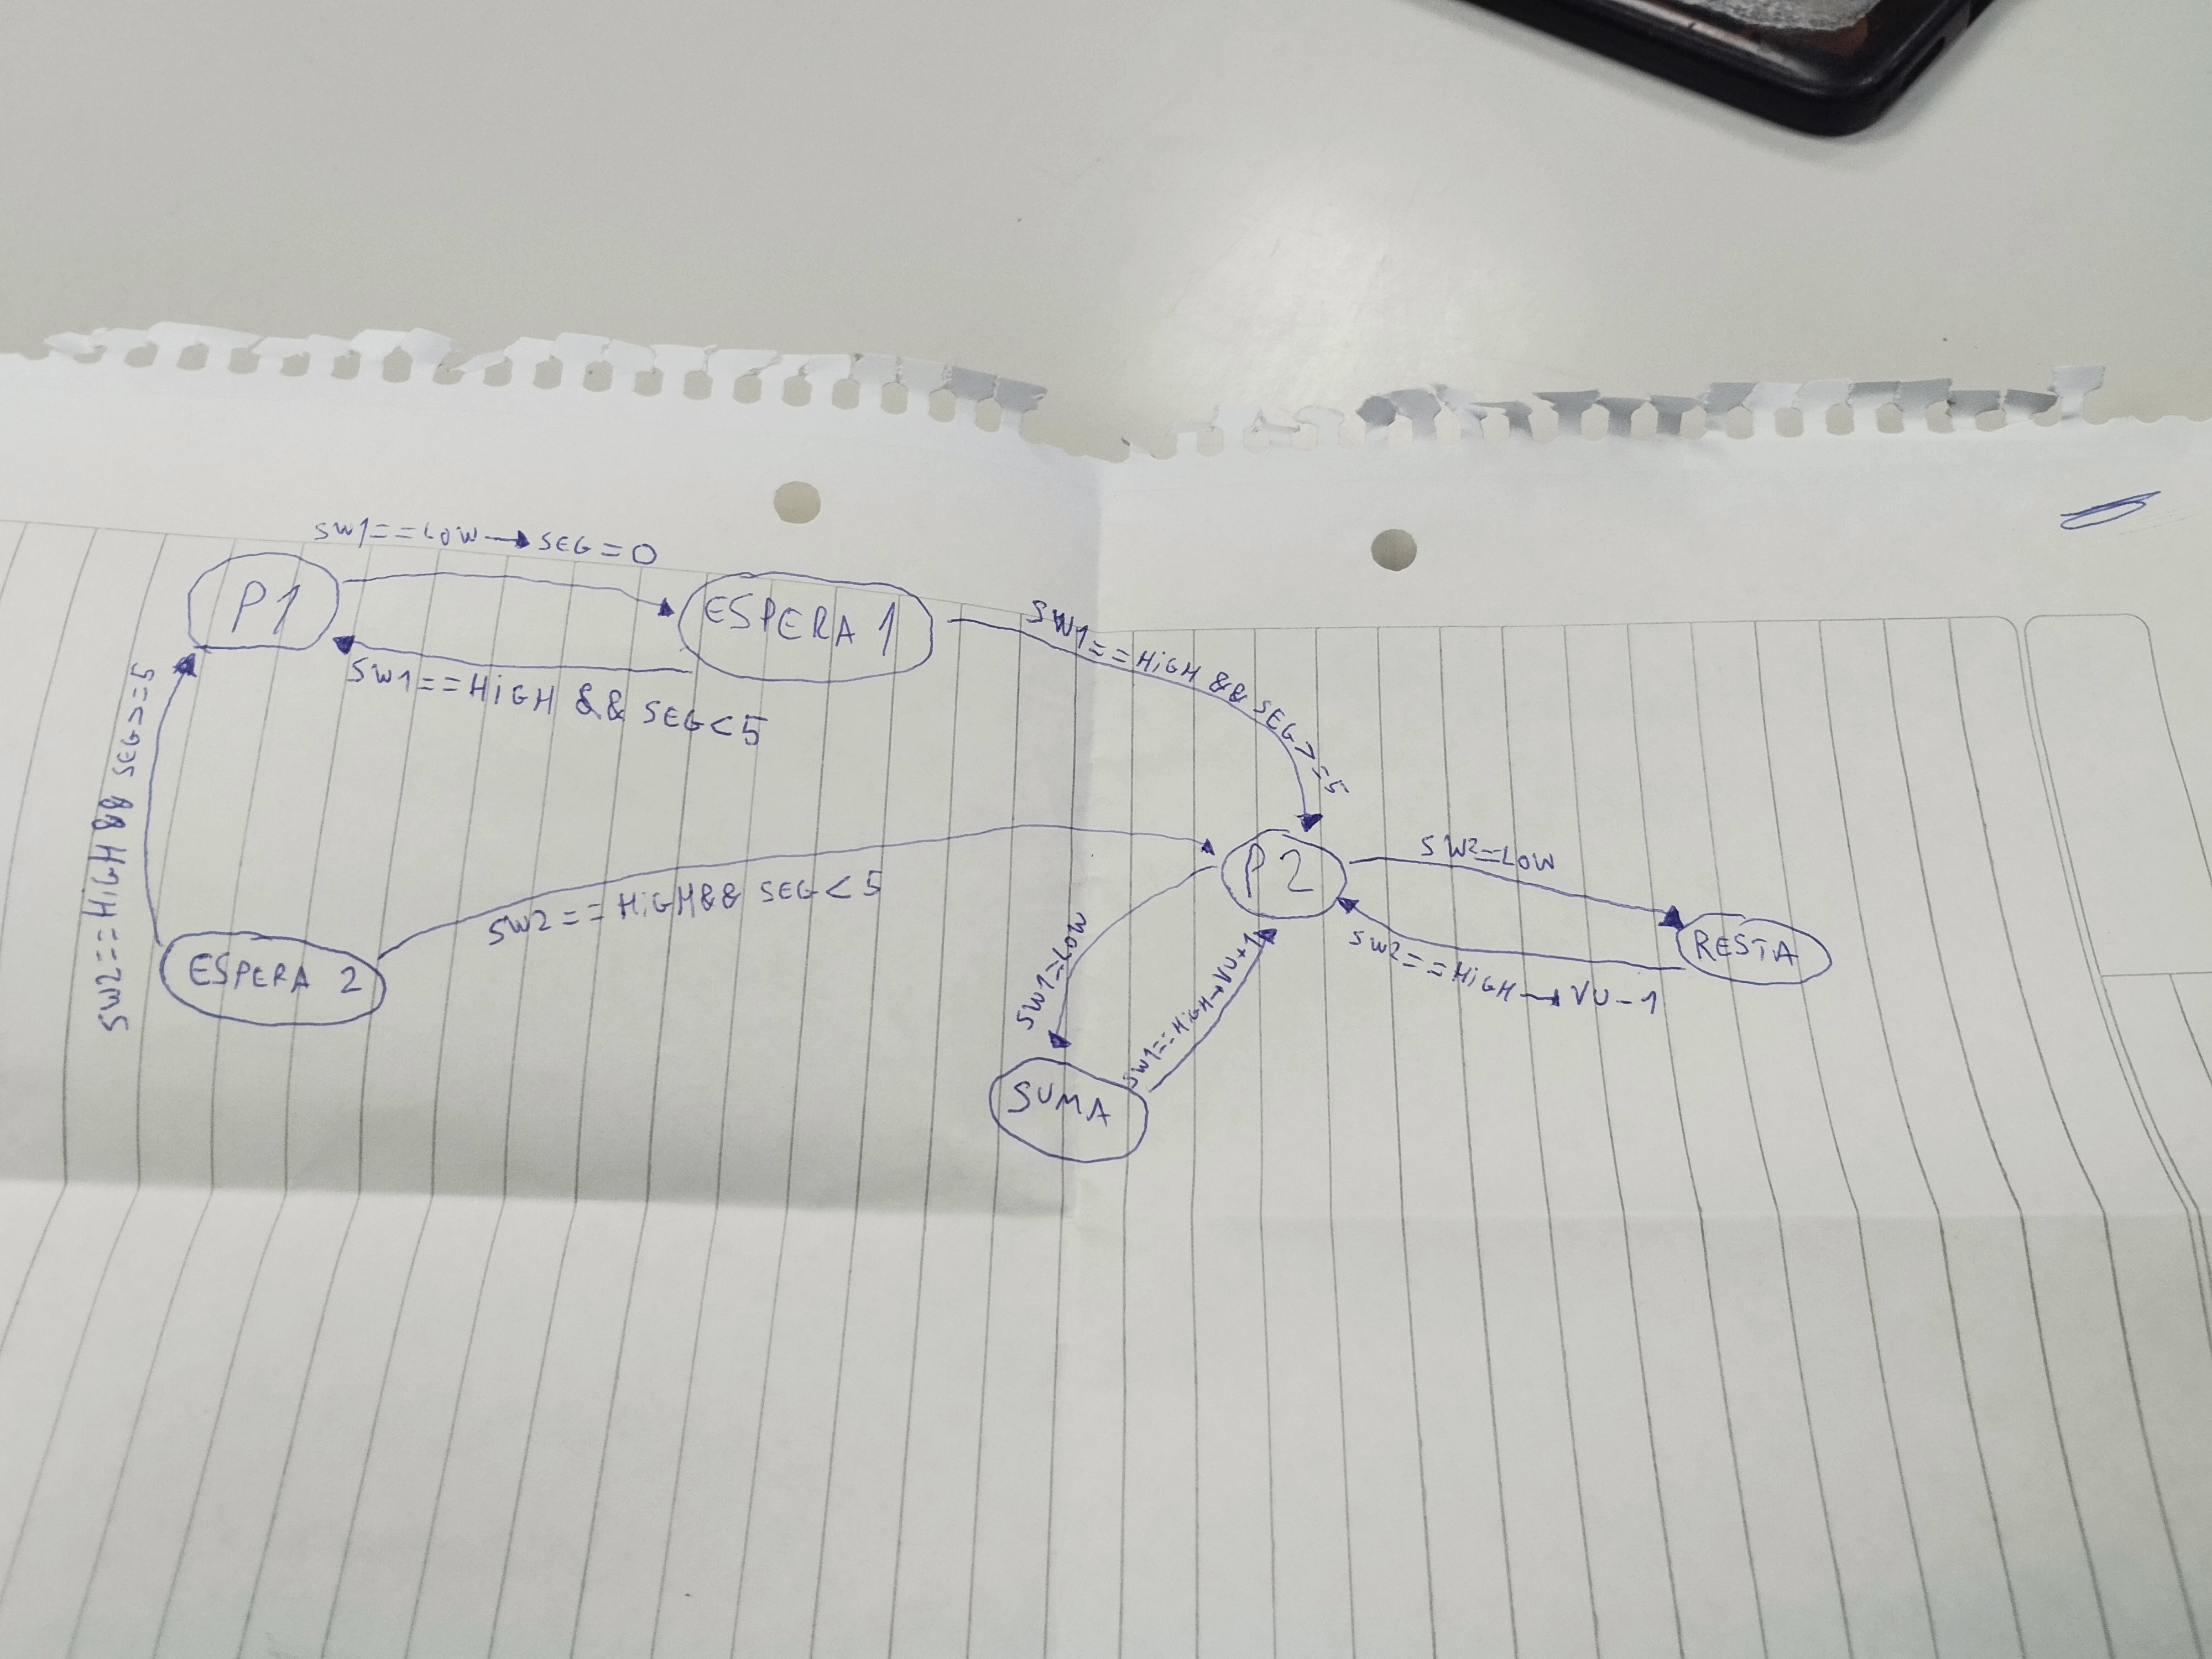 SW1==LOW→SEG=0
P1
ESPERA 1
SW1==HiGH && SEG>=5
SW1==HiGH && SEG<5
SW2==HiGH && SEG>=5
P2
SW2=LOW
SW2==HiGH&& SEG<5
SW1=LOW
SW2==HiGH→VU-1
RESTA
ESPERA 2
SW1==HiGH→VU+1
SUMA